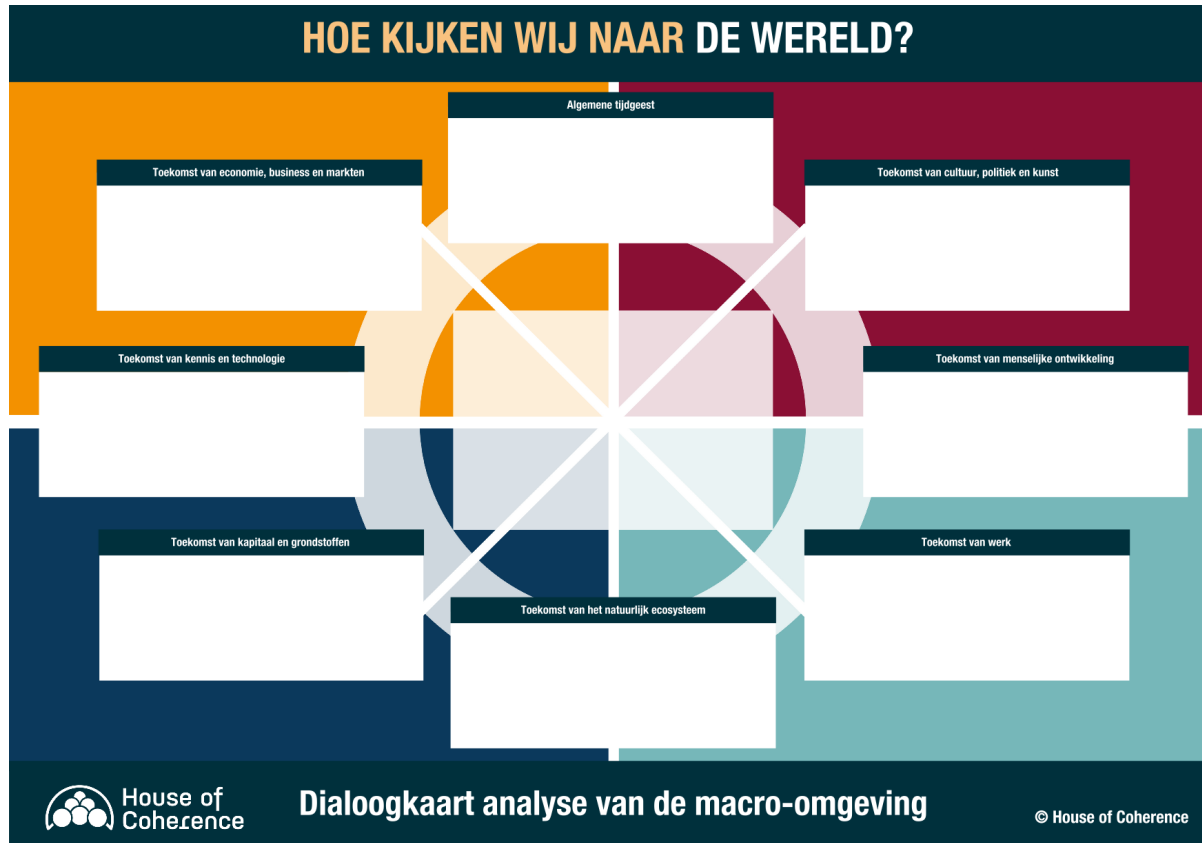 HOE KIJKEN WIJ NAAR DE WERELD?
Algemene tijdgeest
Toekomst van economie, business en markten
Toekomst van cultuur, politiek en kunst
Toekomst van kennis en technologie
Toekomst van menselijke ontwikkeling
Toekomst van kapitaal en grondstoffen
Toekomst van werk
Toekomst van het natuurlijk ecosysteem
House of
Coherence
Dialoogkaart analyse van de macro-omgeving
© House of Coherence